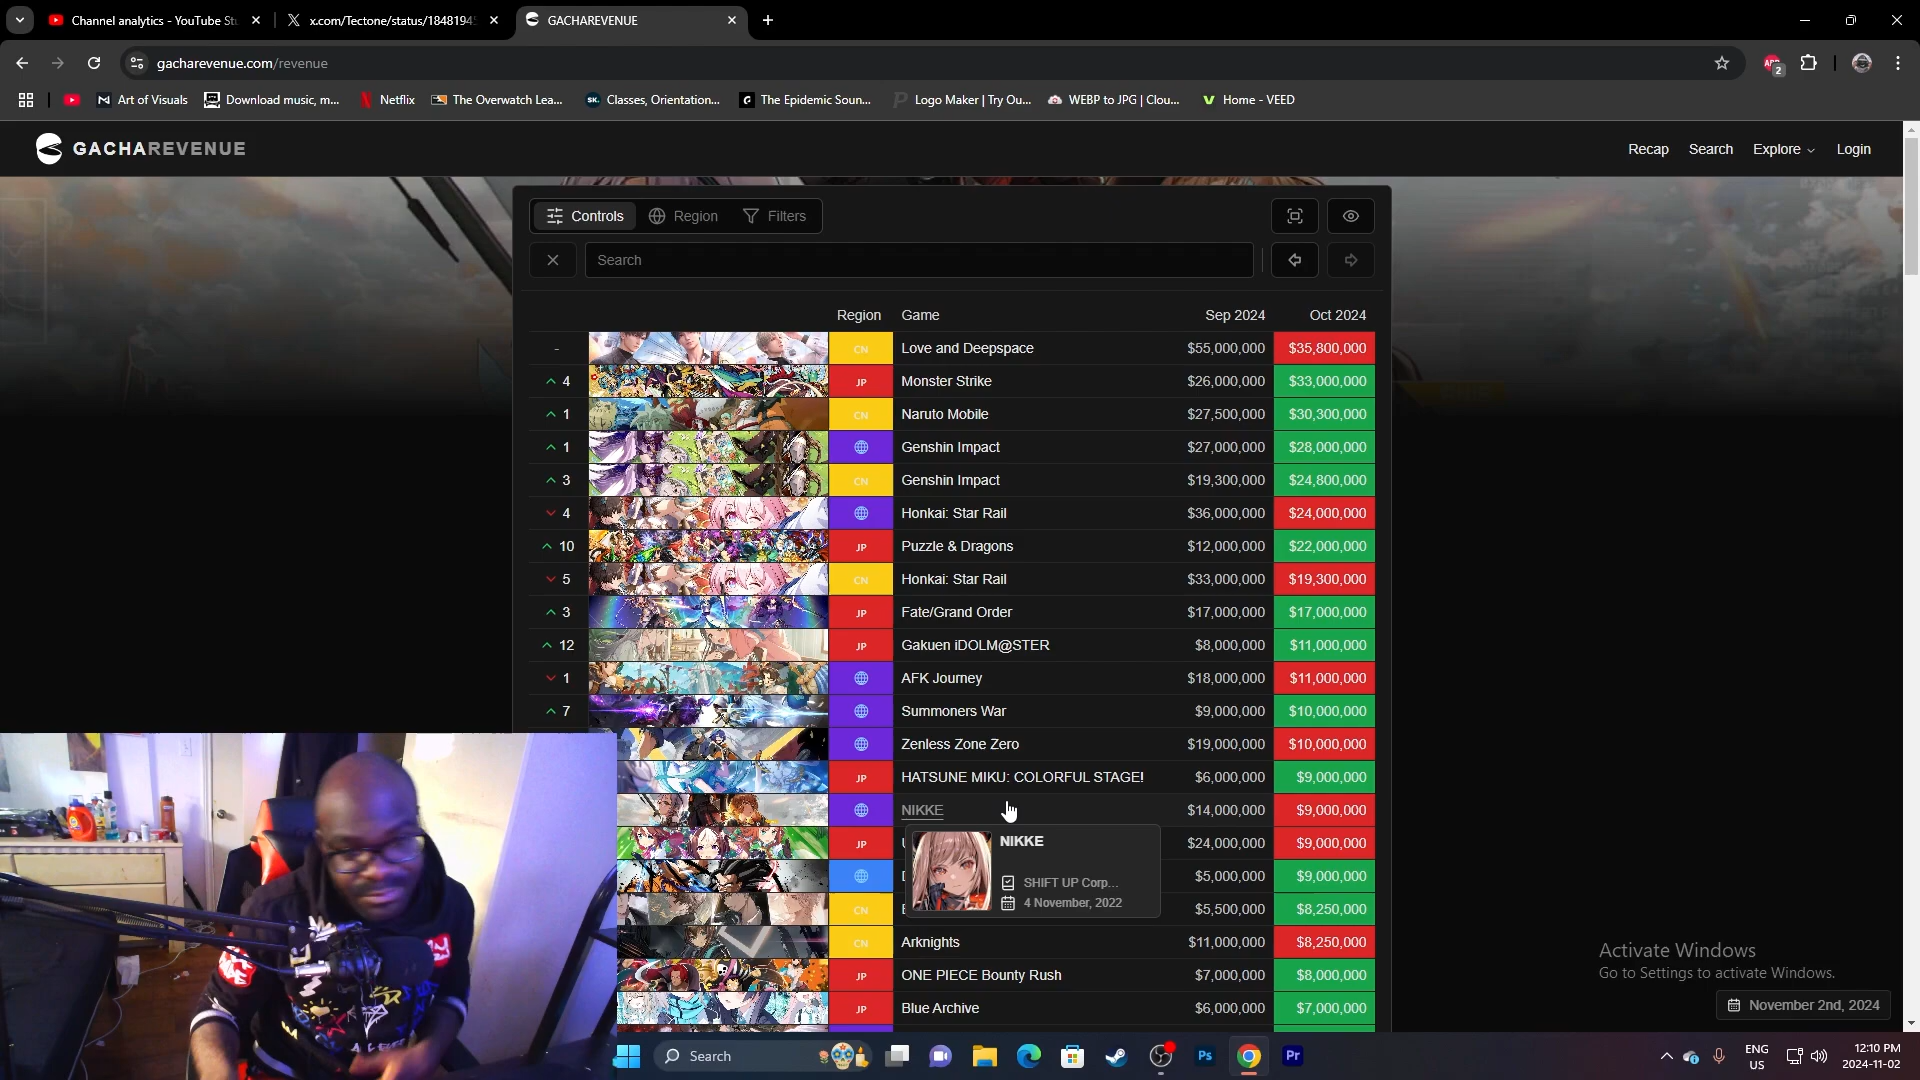 Channel analytics - YouTube St
x.com/Tectone/status/1848194
GACHAREVENUE
gacharevenue.com/revenue
ABP 2
Art of Visuals
Download music, m...
Netflix
The Overwatch Lea...
SK. Classes, Orientation...
The Epidemic Soun...
Logo Maker | Try Ou...
WEBP to JPG | Clou...
Home - VEED
GACHAREVENUE
Recap Search Explore Login
Controls Region Filters
Search
Region Game Sep 2024 Oct 2024
- CN Love and Deepspace $55,000,000 $35,800,000
4 JP Monster Strike $26,000,000 $33,000,000
1 CN Naruto Mobile $27,500,000 $30,300,000
1 Genshin Impact $27,000,000 $28,000,000
3 CN Genshin Impact $19,300,000 $24,800,000
4 Honkai: Star Rail $36,000,000 $24,000,000
10 JP Puzzle & Dragons $12,000,000 $22,000,000
5 CN Honkai: Star Rail $33,000,000 $19,300,000
3 JP Fate/Grand Order $17,000,000 $17,000,000
12 JP Gakuen iDOLM@STER $8,000,000 $11,000,000
1 AFK Journey $18,000,000 $11,000,000
7 Summoners War $9,000,000 $10,000,000
Zenless Zone Zero $19,000,000 $10,000,000
JP HATSUNE MIKU: COLORFUL STAGE! $6,000,000 $9,000,000
NIKKE $14,000,000 $9,000,000
JP $24,000,000 $9,000,000
$5,000,000 $9,000,000
CN $5,500,000 $8,250,000
NIKKE
SHIFT UP Corp...
4 November, 2022
CN Arknights $11,000,000 $8,250,000
JP ONE PIECE Bounty Rush $7,000,000 $8,000,000
JP Blue Archive $6,000,000 $7,000,000
Activate Windows
Go to Settings to activate Windows.
November 2nd, 2024
Search
Ps
Pr
ENG
US
12:10 PM
2024-11-02